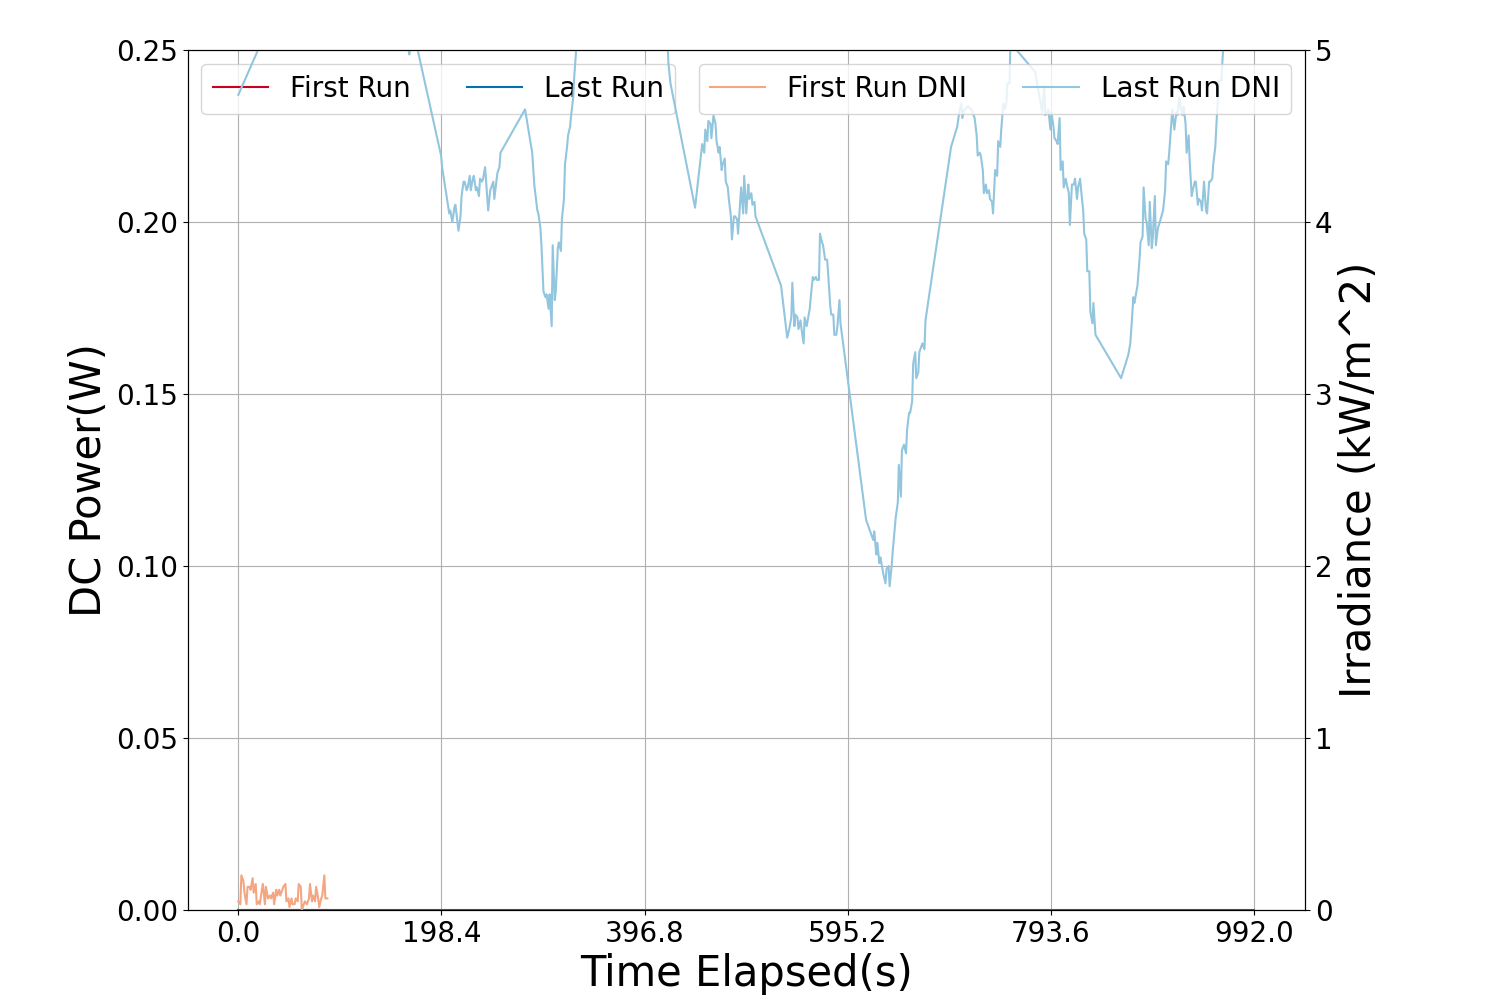 0.25
0.20
0.15
0.10
0.05
0.00
DC Power(W)
First Run
Last Run
First Run DNI
Last Run DNI
5
4
3
2
1
0
Irradiance (kW/m^2)
0.0 198.4 396.8 595.2 793.6 992.0
Time Elapsed(s)